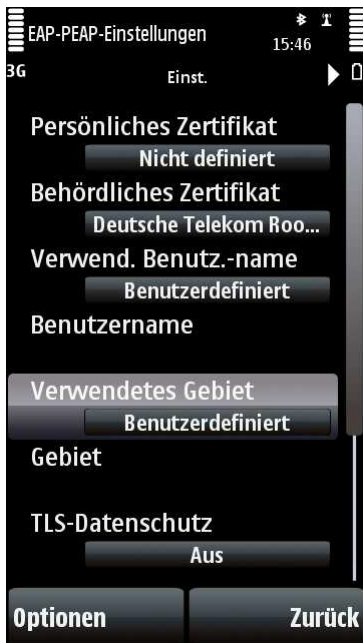 EAP-PEAP-Einstellungen
15:46
3G
Einst.
Persönliches Zertifikat
Nicht definiert
Behördliches Zertifikat
Deutsche Telekom Roo...
Verwend. Benutz.-name
Benutzerdefiniert
Benutzername
Verwendetes Gebiet
Benutzerdefiniert
Gebiet
TLS-Datenschutz
Aus
Optionen
Zurück